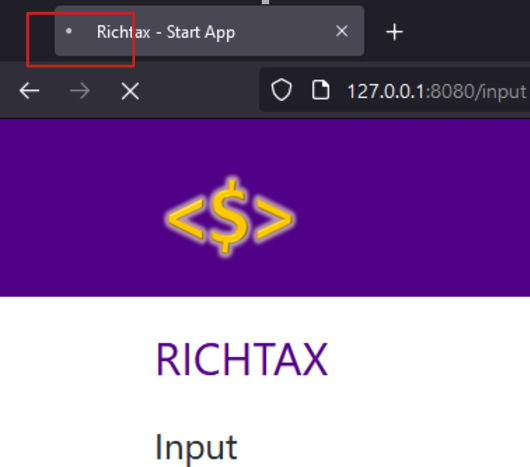 Richtax - Start App
127.0.0.1:8080/input
<$>
RICHTAX
Input